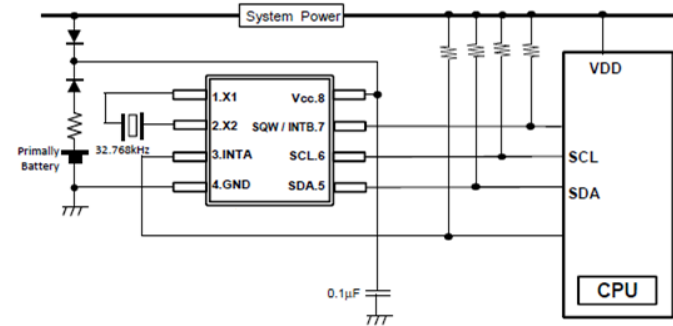 System Power
VDD
1.X1
Vcc.8
2.X2
SQW / INTB.7
32.768kHz
Primally
Battery
3.INTA
SCL.6
SCL
4.GND
SDA.5
SDA
0.1µF
CPU